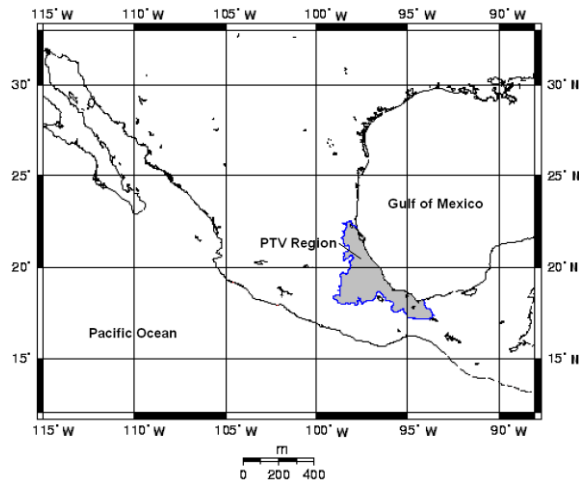 115° W 110° W 105° W 100° W 95° W 90° W
30° 30° N
25° 25° N
Gulf of Mexico
PTV Region
20° 20° N
Pacific Ocean
15° 15° N
115° W 110° W 105° W 100° W 95° W 90° W
m
0 200 400